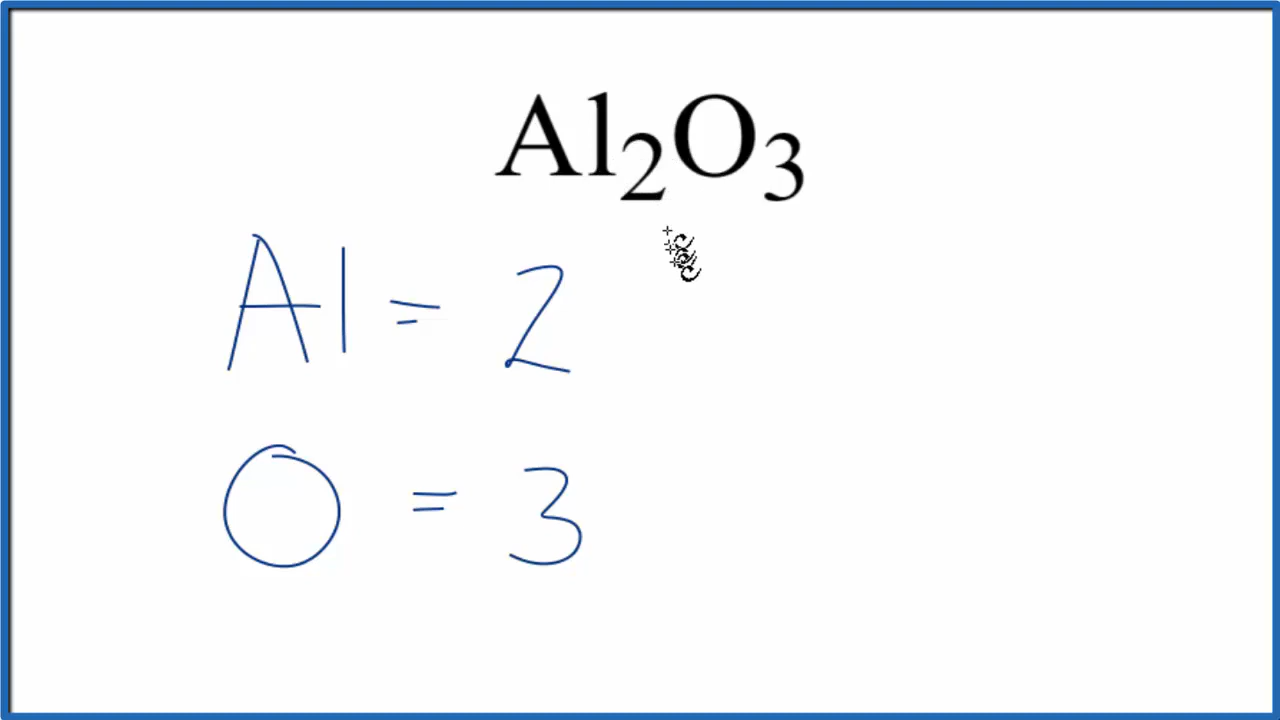 Al₂O₃
Al = 2
O = 3